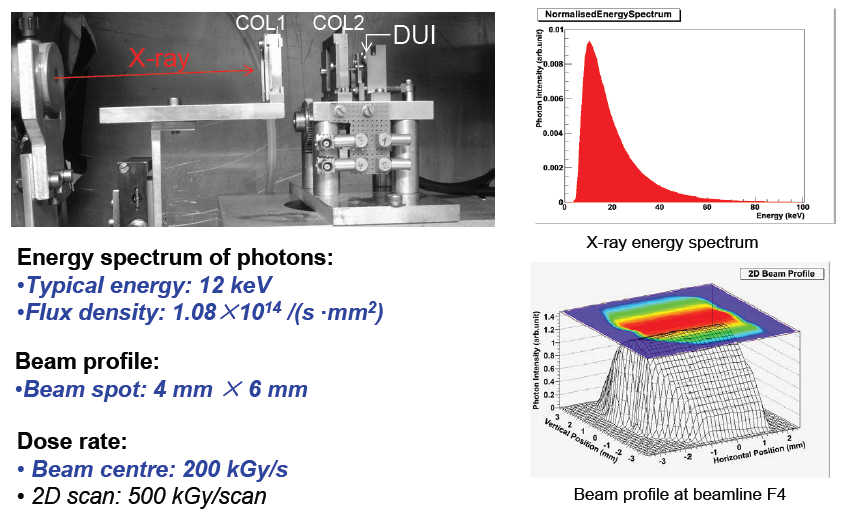 COL1
COL2
DUI
X-ray
Energy spectrum of photons:
•Typical energy: 12 keV
•Flux density: 1.08×10¹⁴ /(s ·mm²)
Beam profile:
•Beam spot: 4 mm × 6 mm
Dose rate:
• Beam centre: 200 kGy/s
• 2D scan: 500 kGy/scan
NormalisedEnergySpectrum
Photon intensity (arb.unit)
0.01
0.008
0.006
0.004
0.002
0
0 20 40 60 80 100
Energy (keV)
X-ray energy spectrum
2D Beam Profile
Photon Intensity (arb.unit)
1.4
1.2
1
0.8
0.6
0.4
0.2
0
3 2 1 0 -1 -2 -3
Vertical Position (mm)
-3 -2 -1 0 1 2
Horizontal Position (mm)
Beam profile at beamline F4